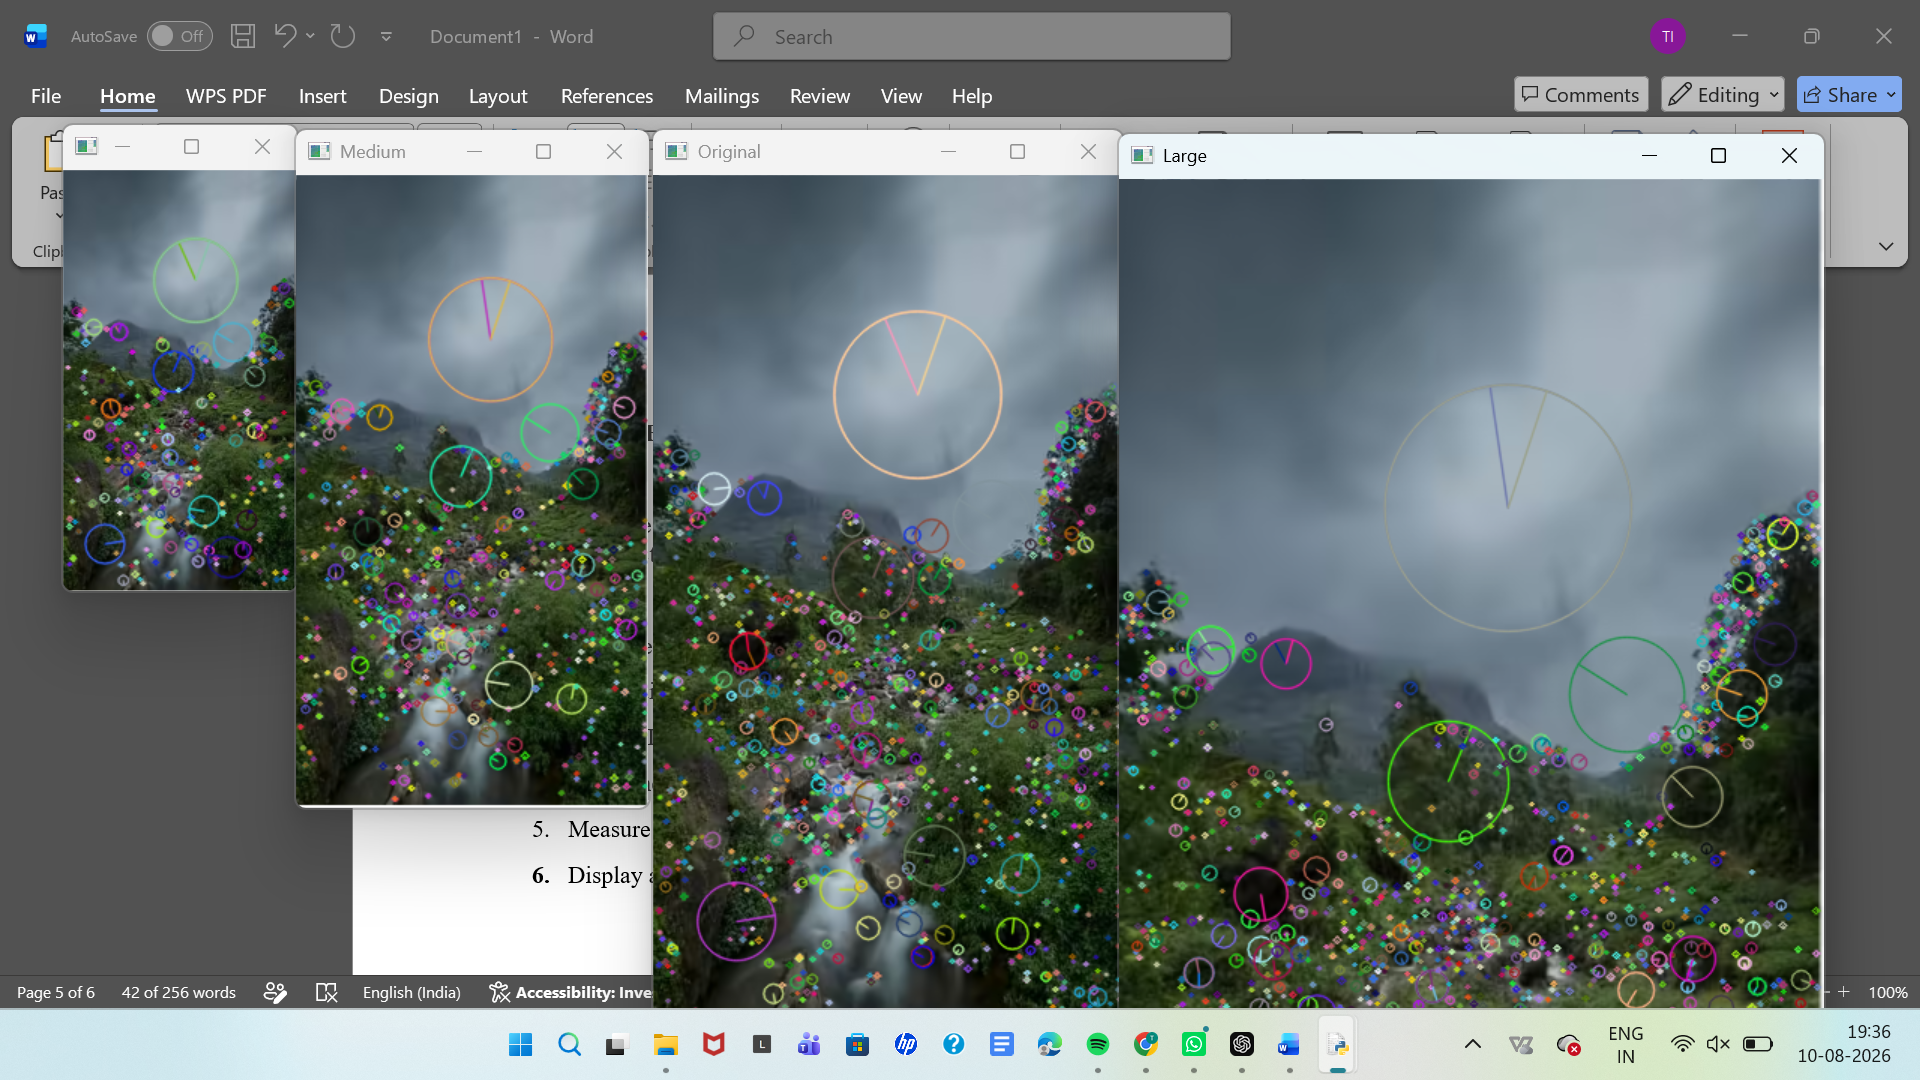 AutoSave Off Document1 - Word Search TI
File Home WPS PDF Insert Design Layout References Mailings Review View Help Comments Editing Share
Medium
Original
Large
5. Measure
6. Display
Page 5 of 6 42 of 256 words English (India) Accessibility: Inve 100%
ENG
IN
19:36
10-08-2026